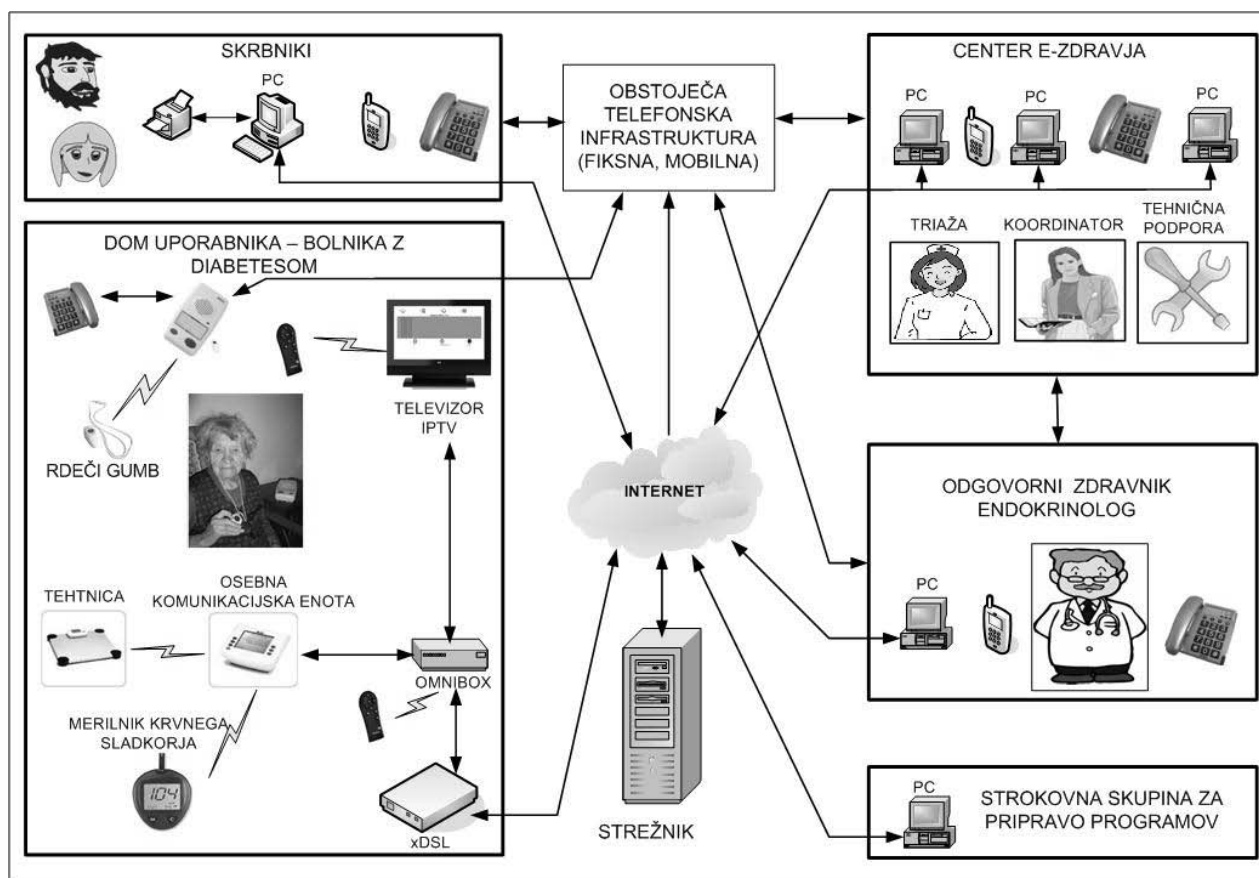 SKRBNIKI
PC
OBSTOJEČA
TELEFONSKA
INFRASTRUKTURA
(FIKSNA, MOBILNA)
CENTER E-ZDRAVJA
PC
PC
PC
TRIAŽA
KOORDINATOR
TEHNIČNA
PODPORA
DOM UPORABNIKA – BOLNIKA Z
DIABETESOM
TELEVIZOR
IPTV
RDEČI GUMB
TEHTNICA
OSEBNA
KOMUNIKACIJSKA ENOTA
OMNIBOX
MERILNIK KRVNEGA
SLADKORJA
104
xDSL
INTERNET
STREŽNIK
ODGOVORNI ZDRAVNIK
ENDOKRINOLOG
PC
PC
STROKOVNA SKUPINA ZA
PRIPRAVO PROGRAMOV